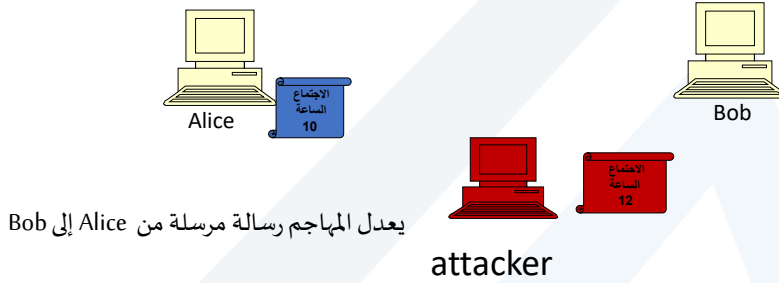 الاجتماع
الساعة
10
Alice
Bob
الاجتماع
الساعة
12
يعدل المهاجم رسالة مرسلة من Alice إلى Bob
attacker